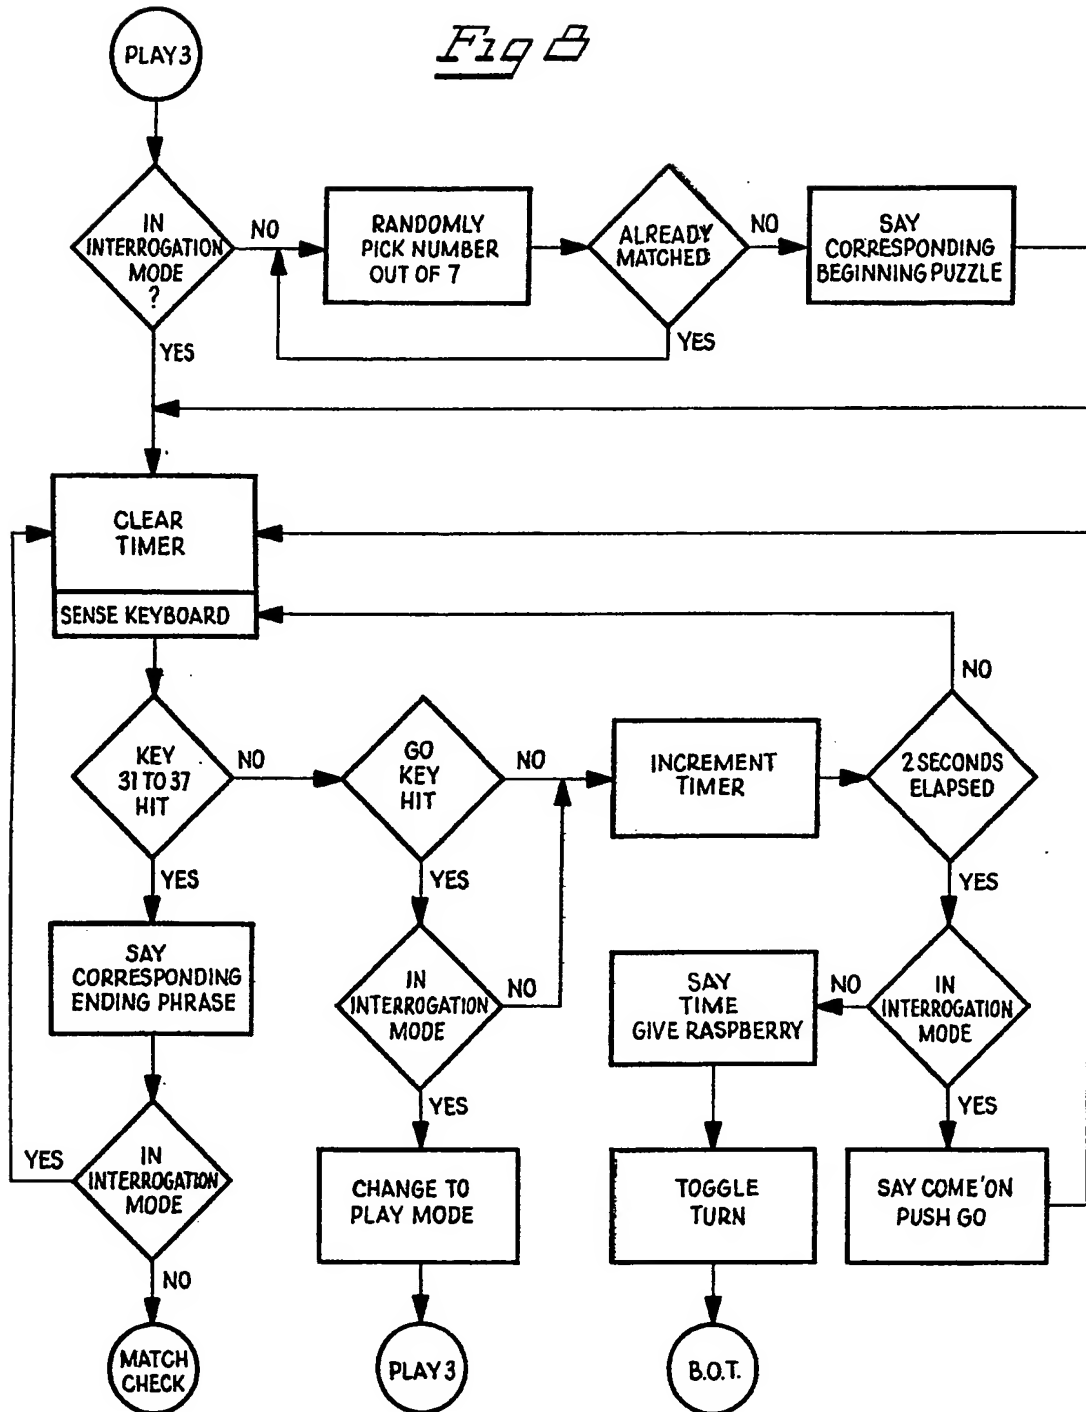 Fig 8
PLAY 3
IN
INTERROGATION
MODE
?
NO
YES
RANDOMLY
PICK NUMBER
OUT OF 7
ALREADY
MATCHED
NO
YES
SAY
CORRESPONDING
BEGINNING PUZZLE
CLEAR
TIMER
SENSE KEYBOARD
KEY
31 TO 37
HIT
NO
YES
GO
KEY
HIT
NO
YES
INCREMENT
TIMER
2 SECONDS
ELAPSED
NO
YES
SAY
CORRESPONDING
ENDING PHRASE
IN
INTERROGATION
MODE
NO
YES
SAY
TIME
GIVE RASPBERRY
IN
INTERROGATION
MODE
NO
YES
IN
INTERROGATION
MODE
YES
NO
CHANGE TO
PLAY MODE
TOGGLE
TURN
SAY COME'ON
PUSH GO
MATCH
CHECK
PLAY 3
B.O.T.